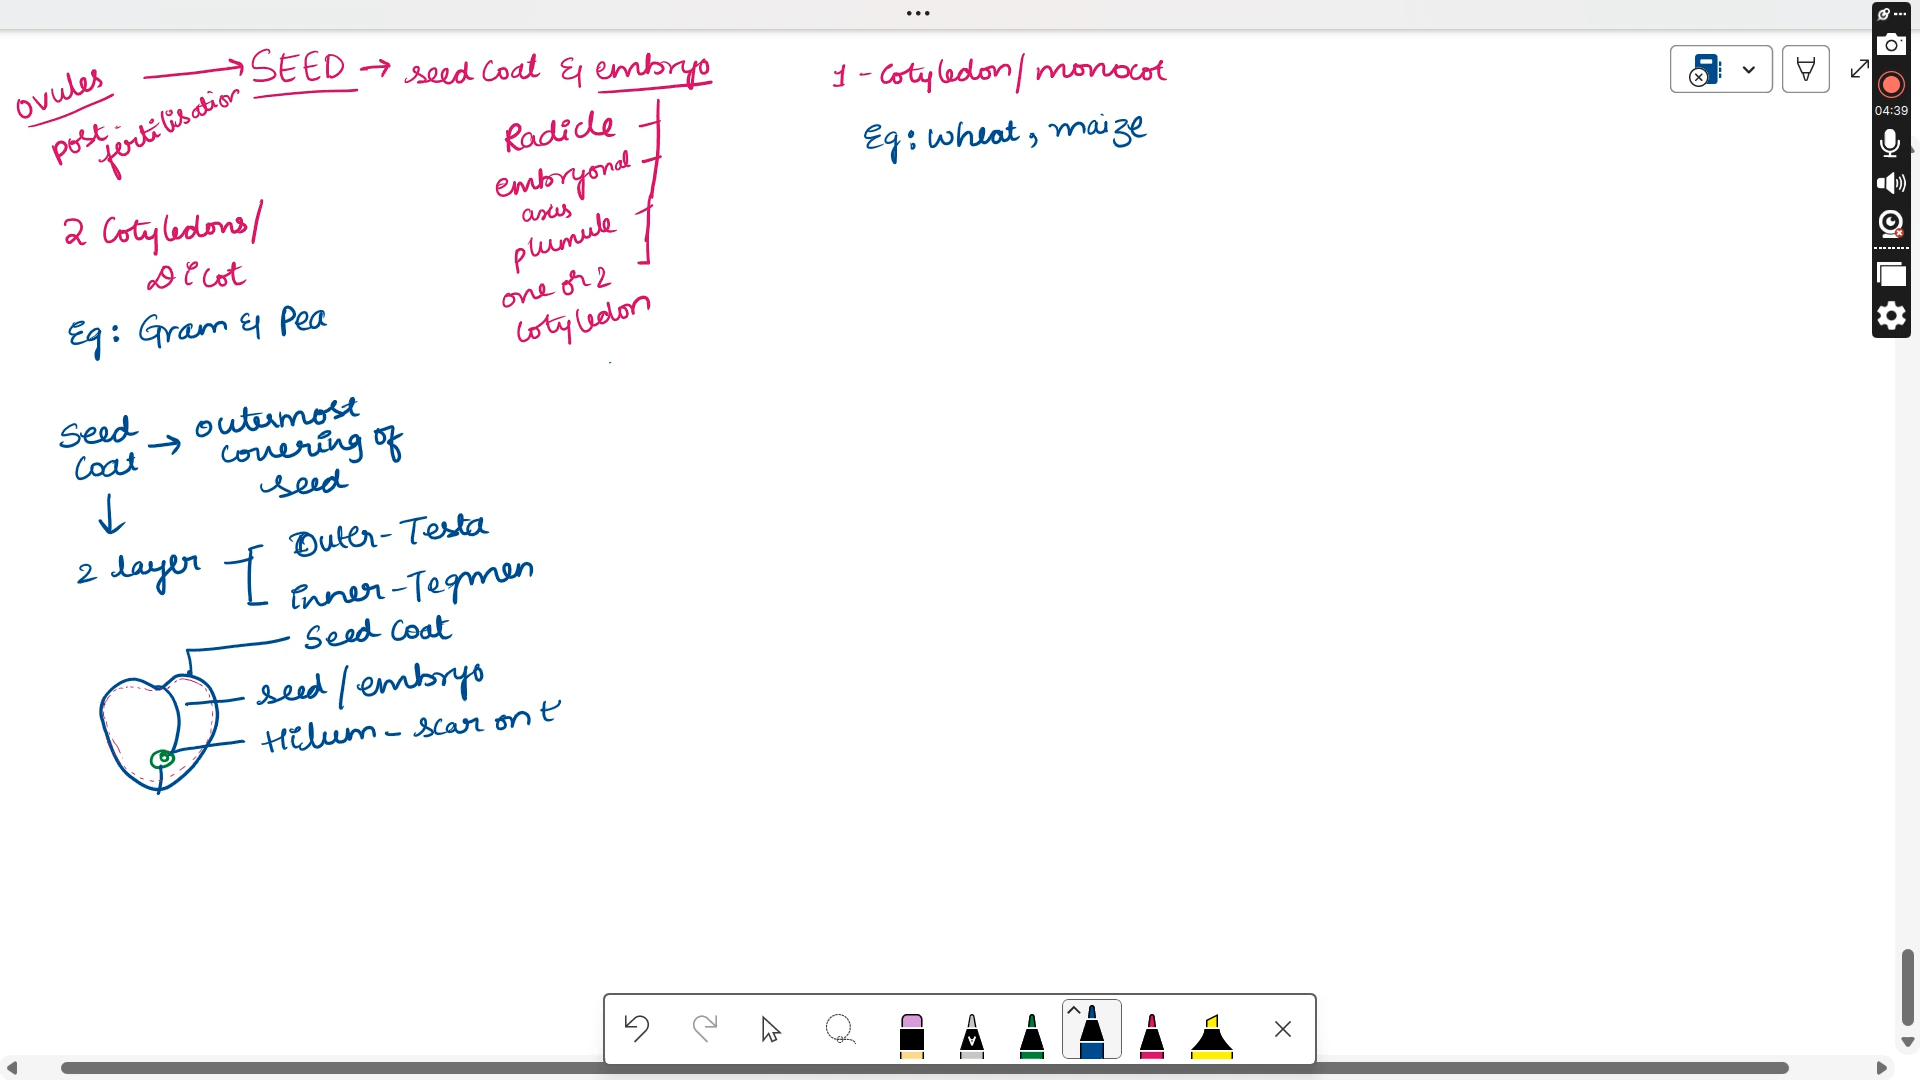 ovules → SEED → seed coat & embryo
post-fertilisation
Radicle
embryonal
axis
plumule
one or 2
cotyledon
2 Cotyledons/
Dicot
Eg: Gram & Pea
1 - Cotyledon/monocot
Eg: wheat, maize
Seed
Coat
→ outermost
covering of
seed
↓
2 layer
Outer - Testa
Inner - Tegmen
Seed Coat
seed/embryo
Hilum - scar on t
04:39